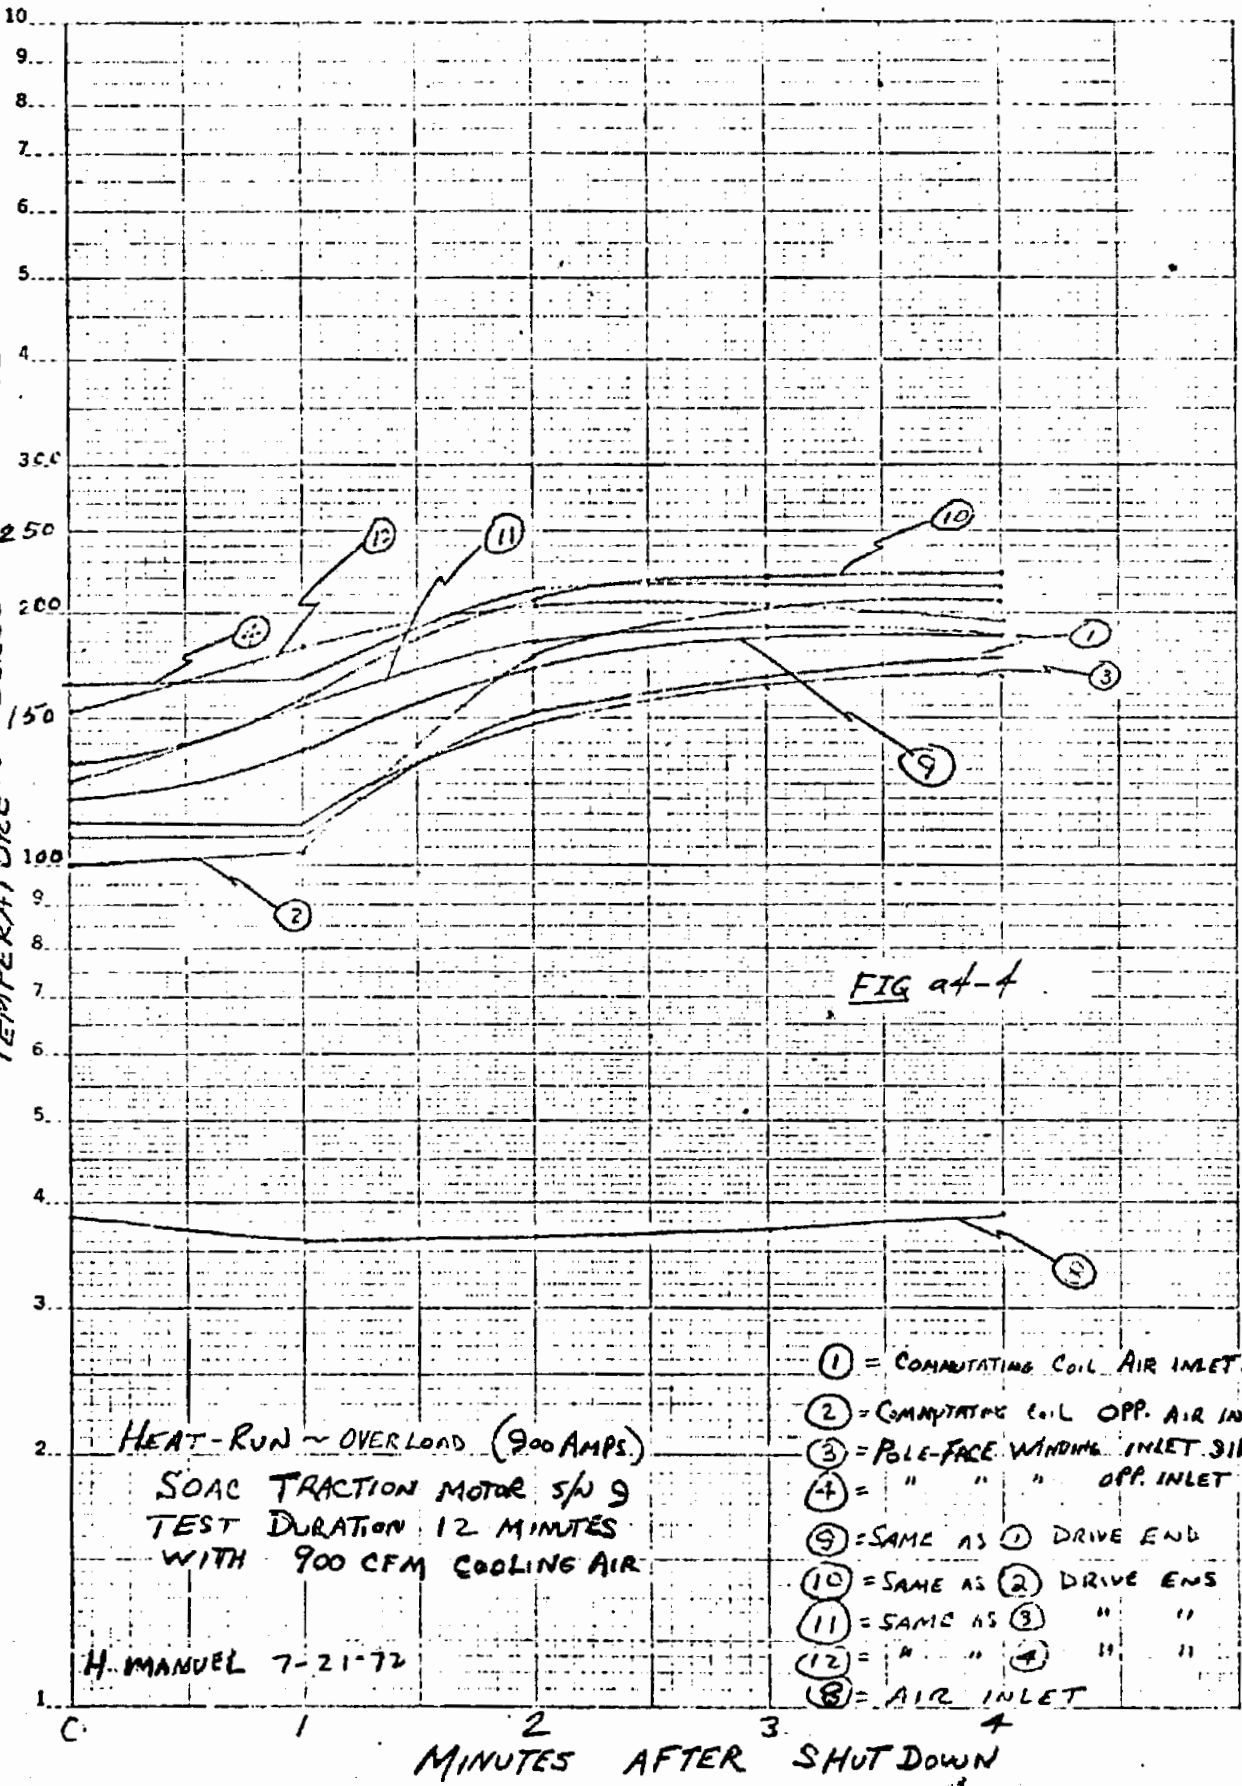 10
9
8
7
6
5
4
300
250
200
150
100
9
8
7
6
5
4
3
2
1
TEMPERATURE
12
11
10
1
3
9
2
8
FIG a4-4
1 = COMMUTATING COIL AIR INLET
2 = COMMUTATING COIL OPP. AIR IN
3 = POLE-FACE WINDING INLET SI
4 = " " " OPP. INLET
9 = SAME AS 1 DRIVE END
10 = SAME AS 2 DRIVE ENS
11 = SAME AS 3 " "
12 = " " 4 " "
8 = AIR INLET
HEAT-RUN ~ OVERLOAD (900 AMPS.)
SOAC TRACTION MOTOR S/N 9
TEST DURATION 12 MINUTES
WITH 900 CFM COOLING AIR
H. MANUEL 7-21-72
0 1 2 3 4
MINUTES AFTER SHUT DOWN